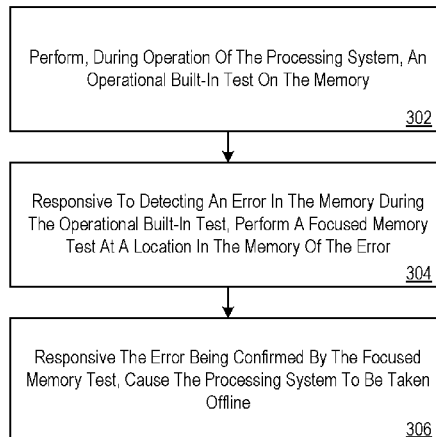 Perform, During Operation Of The Processing System, An
Operational Built-In Test On The Memory
302
Responsive To Detecting An Error In The Memory During
The Operational Built-In Test, Perform A Focused Memory
Test At A Location In The Memory Of The Error
304
Responsive The Error Being Confirmed By The Focused
Memory Test, Cause The Processing System To Be Taken
Offline
306